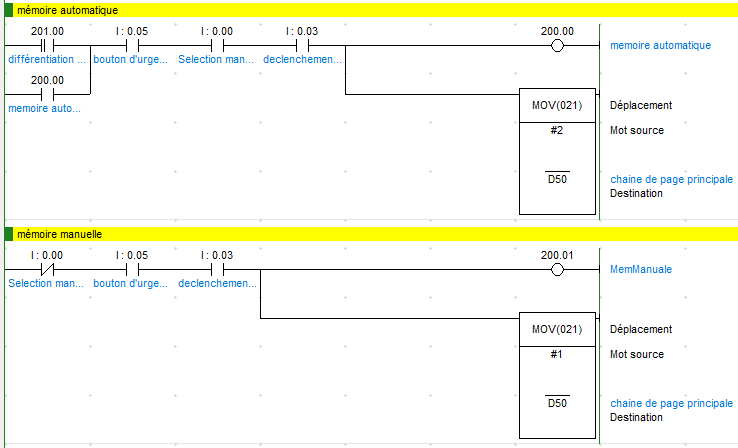 mémoire automatique
201.00 I : 0.05 I : 0.00 I : 0.03 200.00
différentiation ... bouton d'urge... Selection man... declenchemen... memoire automatique
200.00
memoire auto...
MOV(021) Déplacement
#2 Mot source
D50 chaine de page principale
Destination
mémoire manuelle
I : 0.00 I : 0.05 I : 0.03 200.01
Selection man... bouton d'urge... declenchemen... MemManuale
MOV(021) Déplacement
#1 Mot source
D50 chaine de page principale
Destination